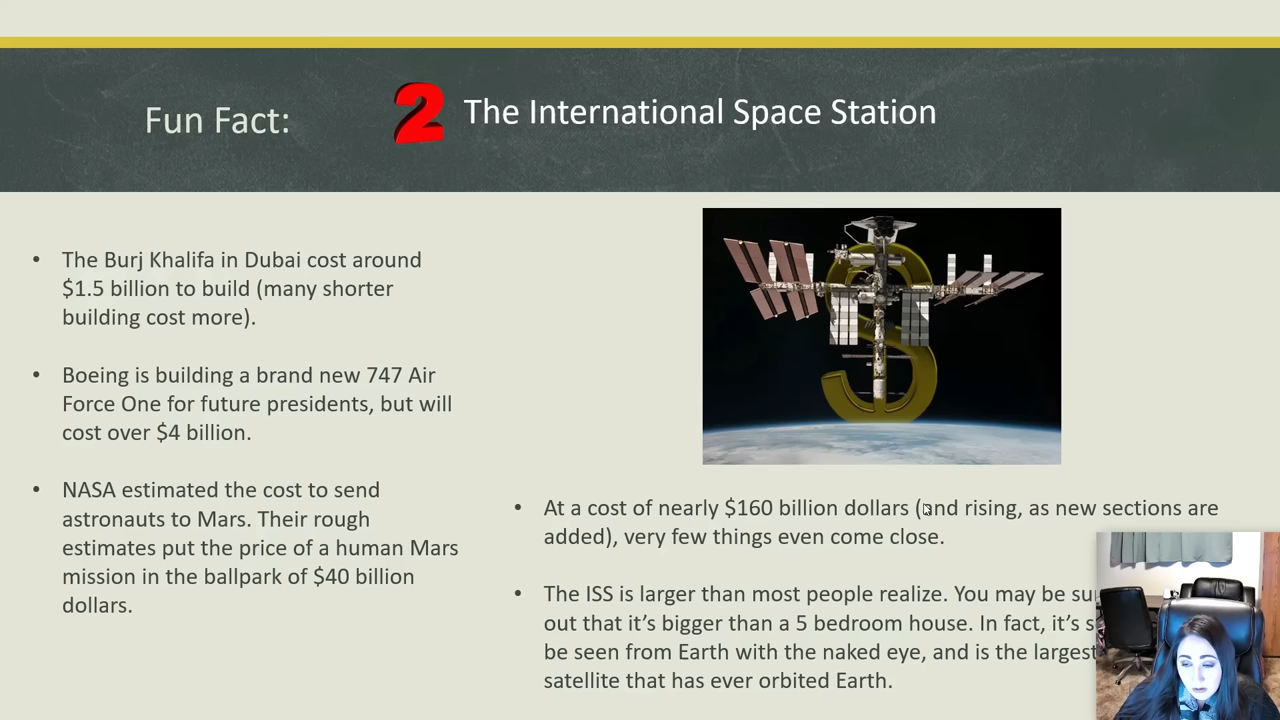 Fun Fact:
2
The International Space Station
• The Burj Khalifa in Dubai cost around
$1.5 billion to build (many shorter
building cost more).
• Boeing is building a brand new 747 Air
Force One for future presidents, but will
cost over $4 billion.
• NASA estimated the cost to send
astronauts to Mars. Their rough
estimates put the price of a human Mars
mission in the ballpark of $40 billion
dollars.
$
• At a cost of nearly $160 billion dollars (and rising, as new sections are
added), very few things even come close.
• The ISS is larger than most people realize. You may be
out that it’s bigger than a 5 bedroom house. In fact, it’s
be seen from Earth with the naked eye, and is the largest
satellite that has ever orbited Earth.